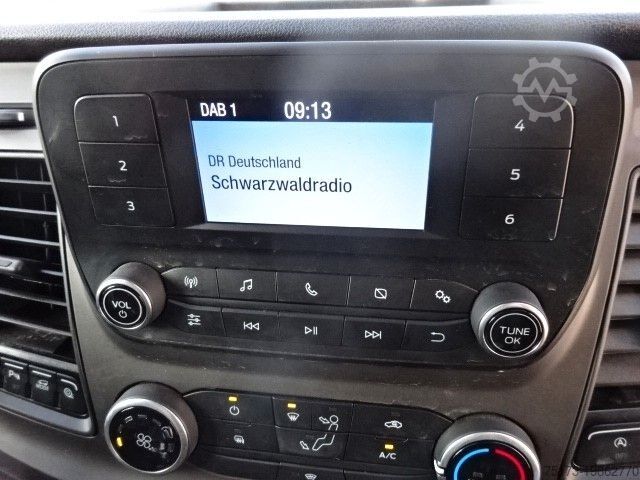 DAB 1 09:13
DR Deutschland
Schwarzwaldradio
1
2
3
4
5
6
VOL
TUNE
OK
A/C